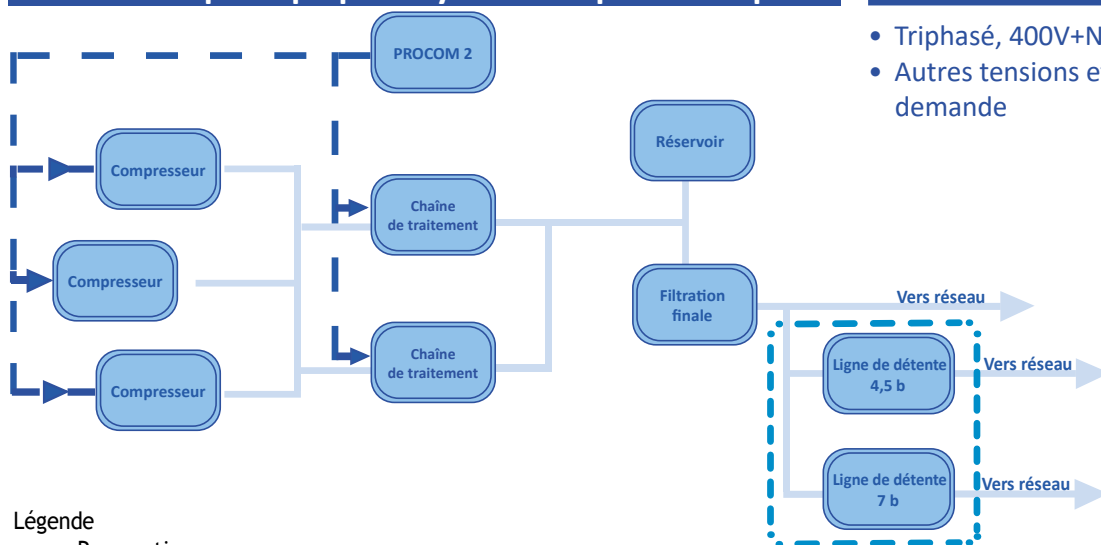 PROCOM 2
• Triphasé, 400V+N
• Autres tensions
demande
Réservoir
Compresseur
Chaîne
de traitement
Compresseur
Filtration
finale
Vers réseau
Chaîne
de traitement
Compresseur
Ligne de détente
4,5 b
Vers réseau
Ligne de détente
7 b
Vers réseau
Légende